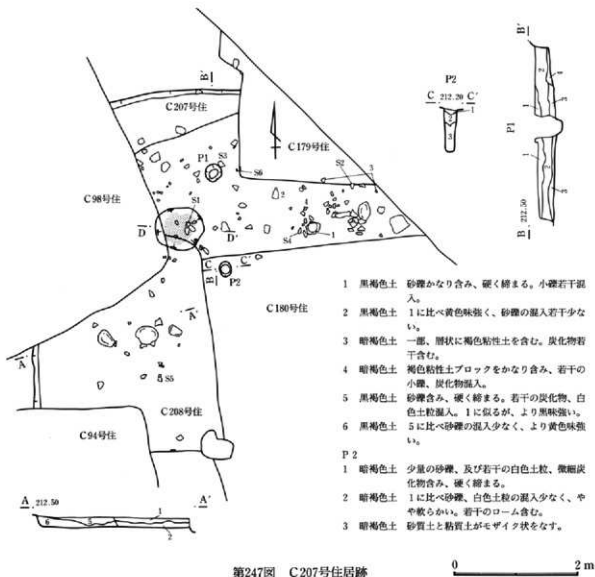 B′
C207号住
C179号住
P1
S3
S6
S2
3
2
C98号住
S1
D
D′
S4
1
C
C′
B
P2
C180号住
A′
A
S5
C208号住
C94号住
P2
C 212.20 C′
1
2
3
B′
P1
B 212.50
1 黒褐色土 砂礫かなり含み、硬く締まる。小礫若干混
入。
2 黒褐色土 1に比べ黄色味強く、砂礫の混入若干少な
い。
3 暗褐色土 一部、層状に褐色粘性土を含む。炭化物若
干含む。
4 暗褐色土 褐色粘性土ブロックをかなり含み、若干の
小礫、炭化物混入。
5 黒褐色土 砂礫含み、硬く締まる。若干の炭化物、白
色土粒混入。1に似るが、より黒味強い。
6 黒褐色土 5に比べ砂礫の混入少なく、より黄色味強
い。
P 2
1 暗褐色土 少量の砂礫、及び若干の白色土粒、微細炭
化物含み、硬く締まる。
2 暗褐色土 1に比べ砂礫、白色土粒の混入少なく、や
や軟らかい。若干のローム含む。
3 暗褐色土 砂質土と粘質土がモザイク状をなす。
A 212.50 A′
6 5 1
2
第247図 C207号住居跡
0 2 m